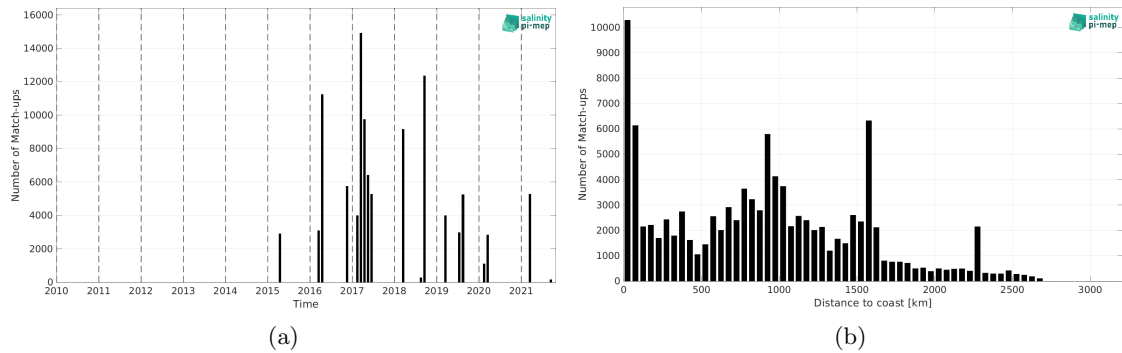 16000
14000
12000
10000
8000
6000
4000
2000
0
Number of Match-ups
2010 2011 2012 2013 2014 2015 2016 2017 2018 2019 2020 2021
Time
salinity
pi-mep
(a)
10000
9000
8000
7000
6000
5000
4000
3000
2000
1000
0
Number of Match-ups
0 500 1000 1500 2000 2500 3000
Distance to coast [km]
salinity
pi-mep
(b)